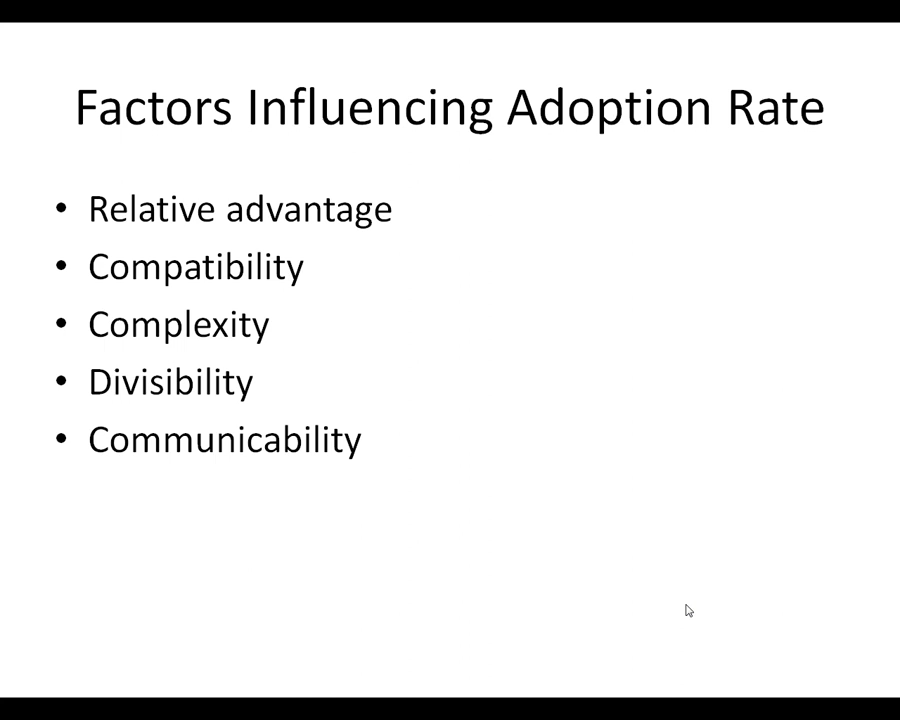 Factors Influencing Adoption Rate
• Relative advantage
• Compatibility
• Complexity
• Divisibility
• Communicability